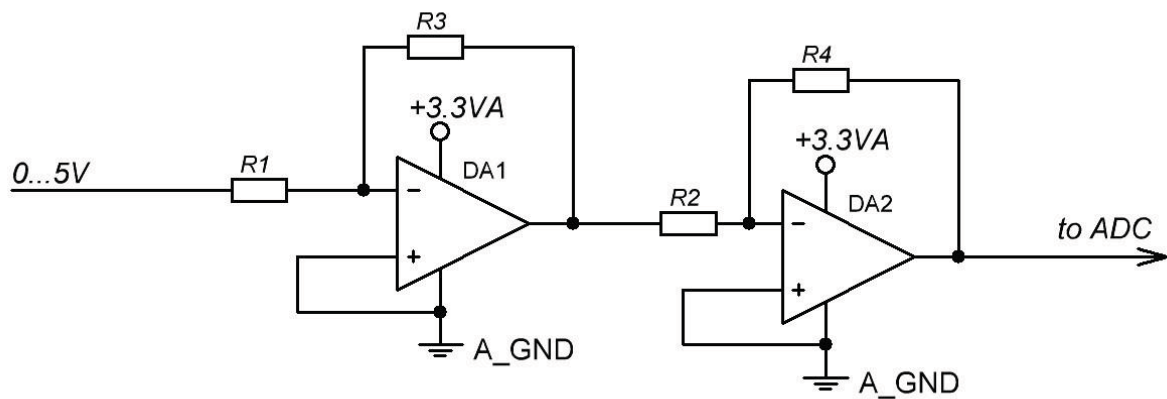 R3
R4
+3.3VA
+3.3VA
0...5V
R1
−
DA1
R2
−
DA2
+
to ADC
+
A_GND
A_GND